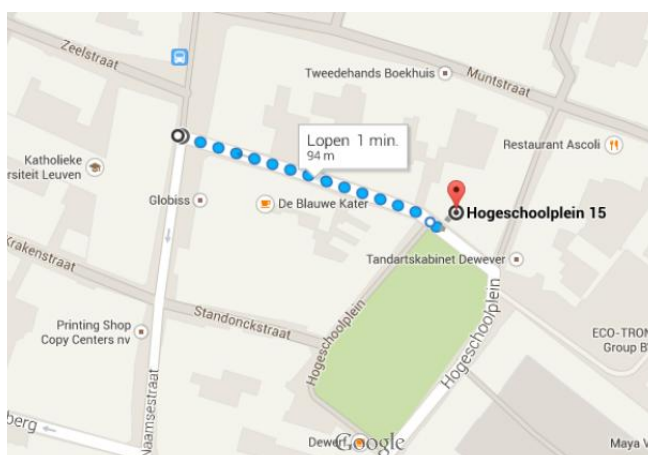 Zeelstraat
Tweedehands Boekhuis
Muntstraat
Lopen 1 min.
94 m
Restaurant Ascoli
Katholieke
rsiteit Leuven
Globiss
De Blauwe Kater
Hogeschoolplein 15
Krakenstraat
Tandartskabinet Dewever
Standonckstraat
Printing Shop
Copy Centers nv
Naamsestraat
Hogeschoolplein
Hogeschoolplein
ECO-TRON
Group B
berg
Dewerf
Google
Maya V